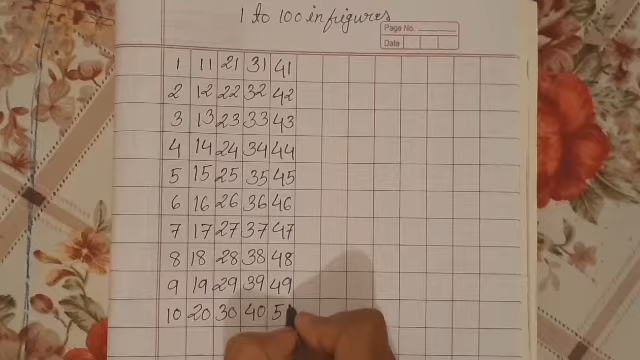 1 to 100 in figures
Page No.
Date
1 11 21 31 41
2 12 22 32 42
3 13 23 33 43
4 14 24 34 44
5 15 25 35 45
6 16 26 36 46
7 17 27 37 47
8 18 28 38 48
9 19 29 39 49
10 20 30 40 5